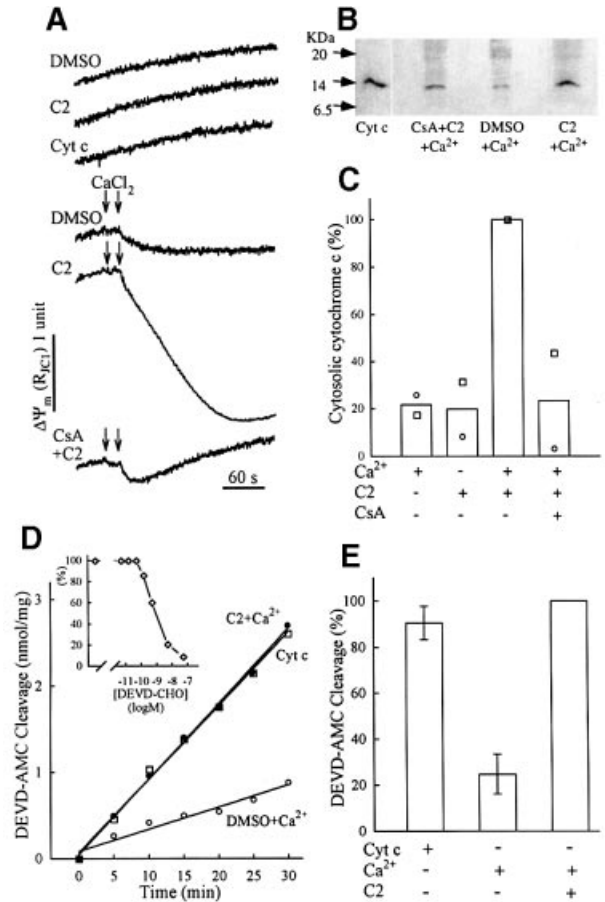 A
DMSO
C2
Cyt c
CaCl2
DMSO
C2
ΔΨm (RJC1) 1 unit
CsA
+C2
60 s
B
KDa
20
14
6.5
Cyt c
CsA+C2
+Ca2+
DMSO
+Ca2+
C2
+Ca2+
C
Cytosolic cytochrome c (%)
100
80
60
40
20
0
Ca2+ + - + +
C2 - + + +
CsA - - - +
D
DEVD-AMC Cleavage (nmol/mg)
3
2
1
0
(%)
100
80
60
40
20
0
-11 -10 -9 -8 -7
[DEVD-CHO]
(logM)
C2+Ca2+
Cyt c
DMSO+Ca2+
0 5 10 15 20 25 30
Time (min)
E
DEVD-AMC Cleavage (%)
100
80
60
40
20
0
Cyt c + - -
Ca2+ - + +
C2 - - +